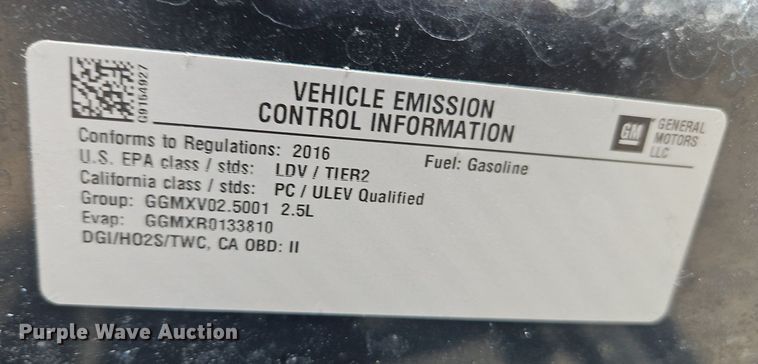 G9154927
VEHICLE EMISSION
CONTROL INFORMATION
GM
GENERAL
MOTORS
LLC
Conforms to Regulations: 2016
Fuel: Gasoline
U.S. EPA class / stds: LDV / TIER2
California class / stds: PC / ULEV Qualified
Group: GGMXV02.5001 2.5L
Evap: GGMXR0133810
DGI/HO2S/TWC, CA OBD: II
Purple Wave Auction